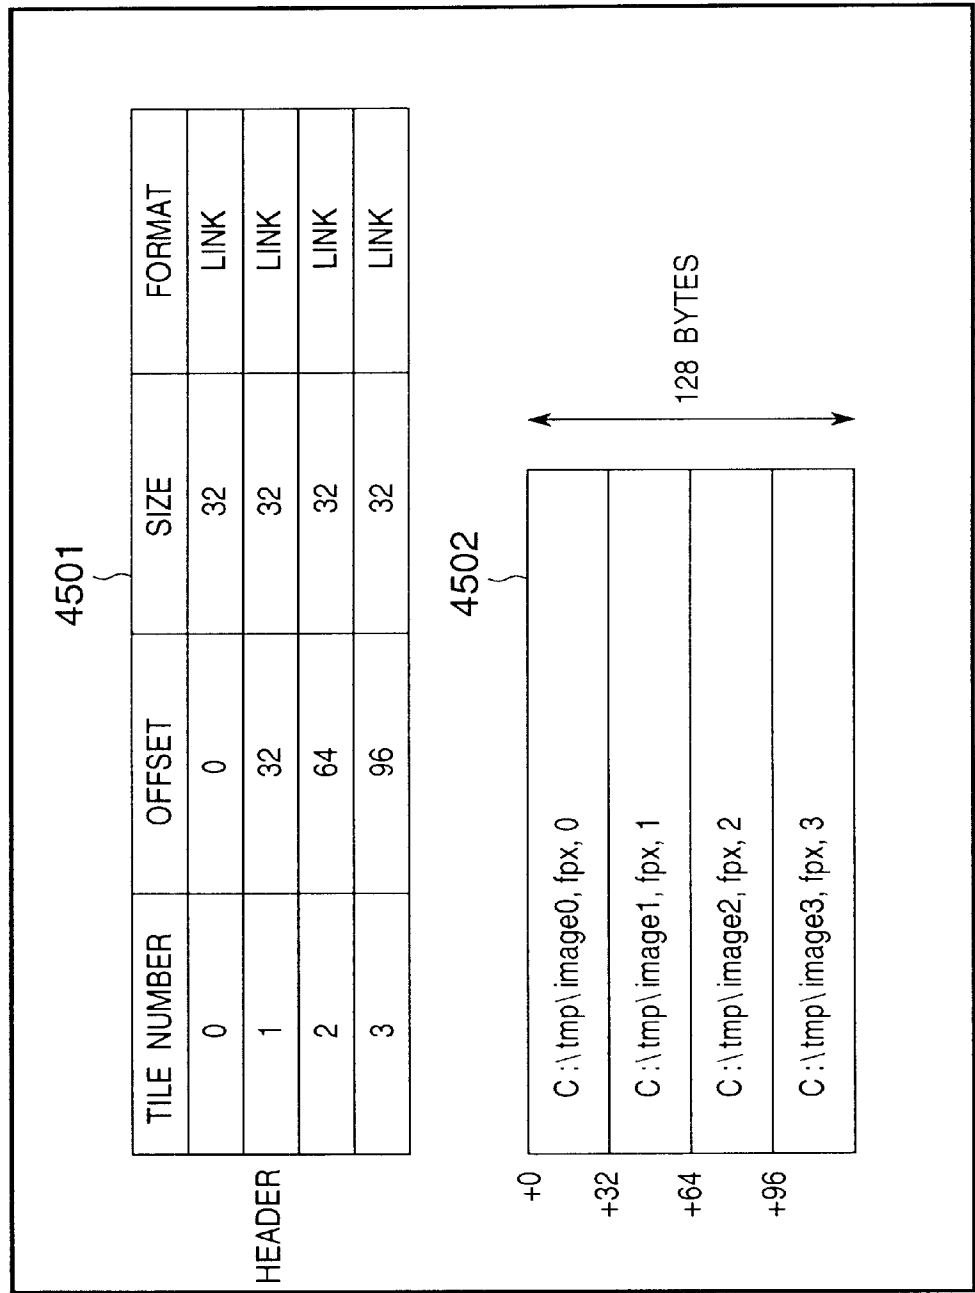 4501
HEADER
TILE NUMBER OFFSET SIZE FORMAT
0 0 32 LINK
1 32 32 LINK
2 64 32 LINK
3 96 32 LINK
4502
+0 C:\tmp\image0, fpx, 0
+32 C:\tmp\image1, fpx, 1
+64 C:\tmp\image2, fpx, 2
+96 C:\tmp\image3, fpx, 3
128 BYTES